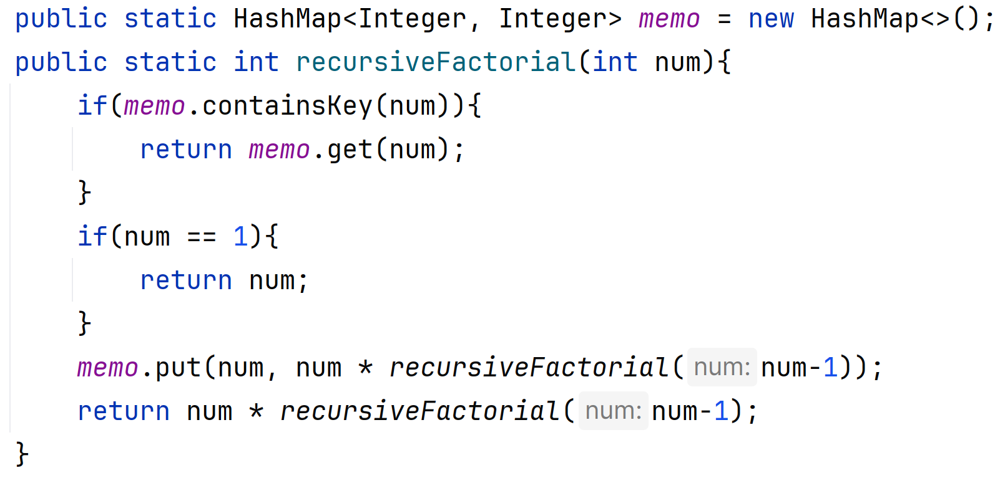 public static HashMap<Integer, Integer> memo = new HashMap<>();
public static int recursiveFactorial(int num){
    if(memo.containsKey(num)){
        return memo.get(num);
    }
    if(num == 1){
        return num;
    }
    memo.put(num, num * recursiveFactorial( num: num-1));
    return num * recursiveFactorial( num: num-1);
}